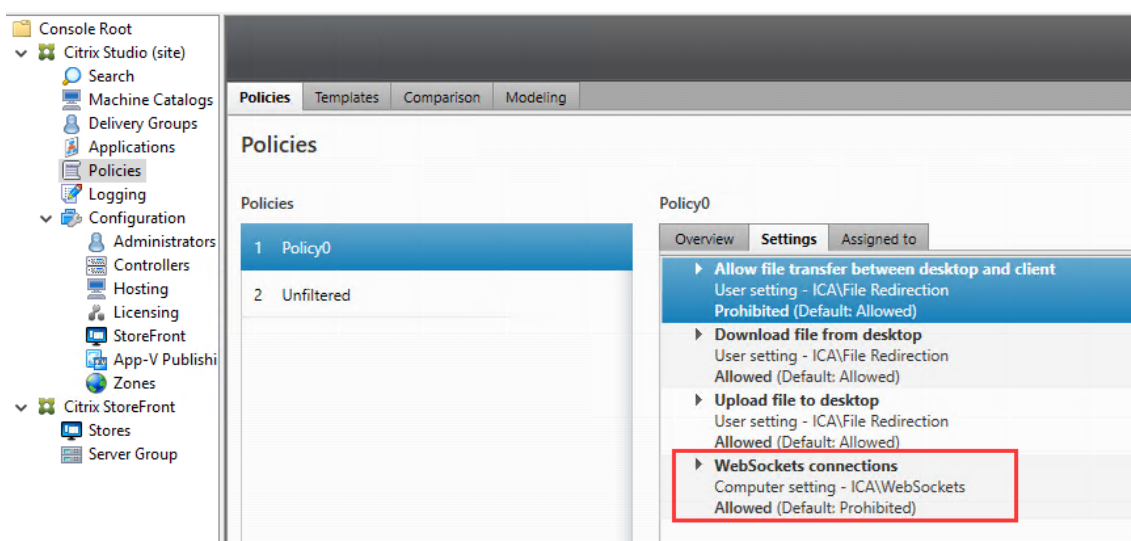 Console Root
Citrix Studio (site)
Search
Machine Catalogs
Delivery Groups
Applications
Policies
Logging
Configuration
Administrators
Controllers
Hosting
Licensing
StoreFront
App-V Publishi
Zones
Citrix StoreFront
Stores
Server Group
Policies Templates Comparison Modeling
Policies
Policies
1 Policy0
2 Unfiltered
Policy0
Overview Settings Assigned to
Allow file transfer between desktop and client
User setting - ICA\File Redirection
Prohibited (Default: Allowed)
Download file from desktop
User setting - ICA\File Redirection
Allowed (Default: Allowed)
Upload file to desktop
User setting - ICA\File Redirection
Allowed (Default: Allowed)
WebSockets connections
Computer setting - ICA\WebSockets
Allowed (Default: Prohibited)